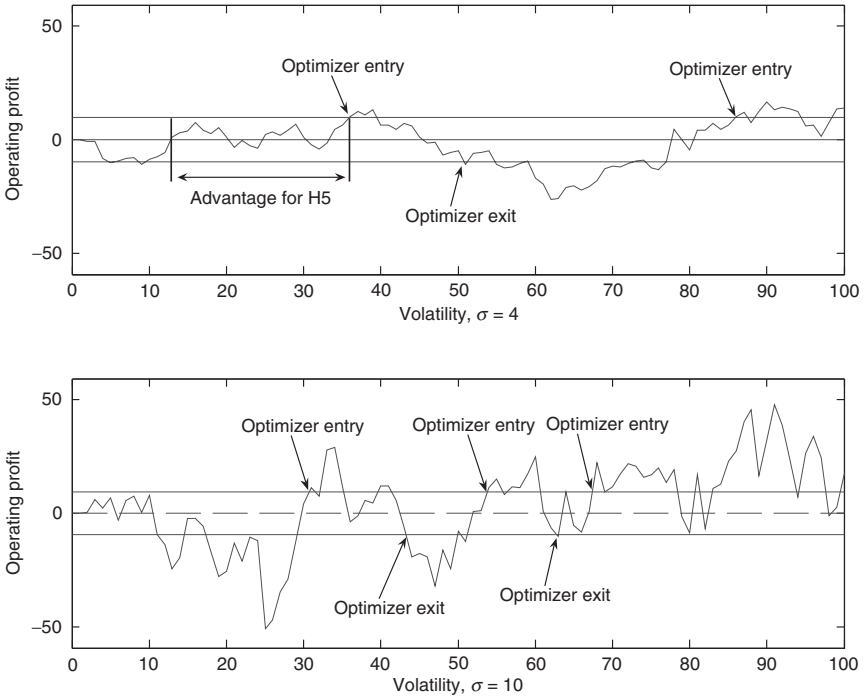 50
0
−50
Operating profit
Optimizer entry
Optimizer entry
Advantage for H5
Optimizer exit
0 10 20 30 40 50 60 70 80 90 100
Volatility, σ = 4
50
0
−50
Operating profit
Optimizer entry
Optimizer entry
Optimizer entry
Optimizer exit
Optimizer exit
0 10 20 30 40 50 60 70 80 90 100
Volatility, σ = 10